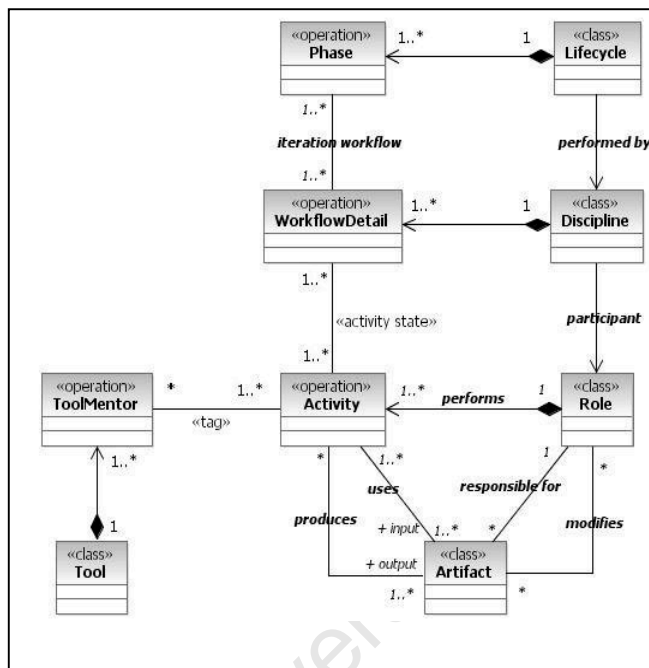 «operation»
Phase
1..*
1
«class»
Lifecycle
1..*
iteration workflow
performed by
1..*
«operation»
WorkflowDetail
1..*
1
«class»
Discipline
1..*
«activity state»
participant
1..*
«operation»
ToolMentor
*
1..*
«tag»
«operation»
Activity
1..*
performs
1
«class»
Role
1..*
*
1..*
1
*
uses
responsible for
produces
modifies
1
+ input
1..*
*
«class»
Tool
+ output
«class»
Artifact
1..*
*